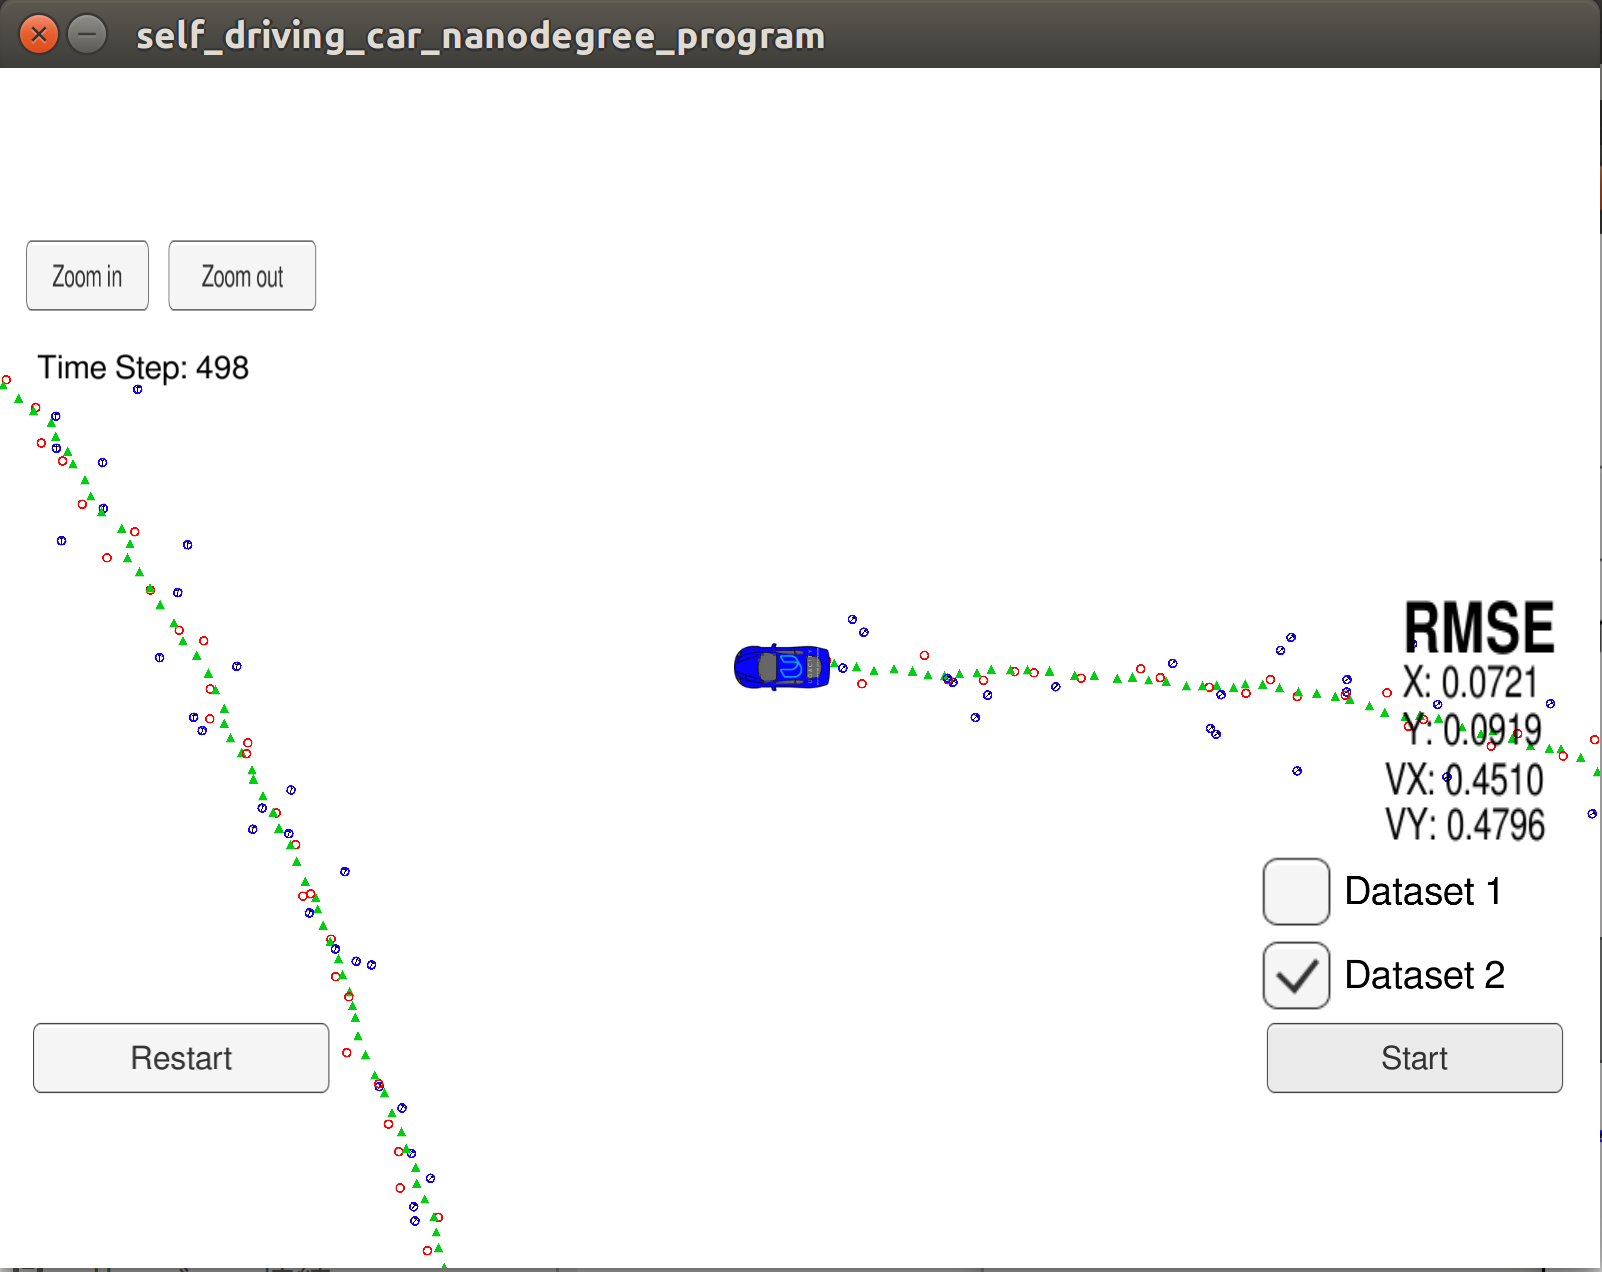 self_driving_car_nanodegree_program
Zoom in
Zoom out
Time Step: 498
RMSE
X: 0.0721
Y: 0.0919
VX: 0.4510
VY: 0.4796
Dataset 1
Dataset 2
Restart
Start